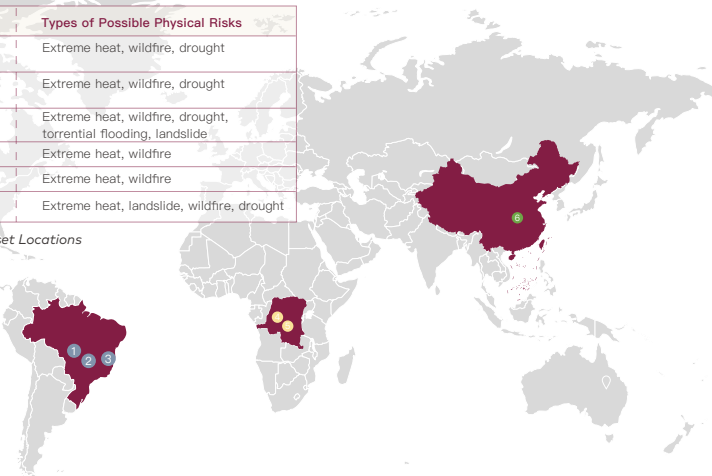 Types of Possible Physical Risks
Extreme heat, wildfire, drought
Extreme heat, wildfire, drought
Extreme heat, wildfire, drought,
torrential flooding, landslide
Extreme heat, wildfire
Extreme heat, wildfire
Extreme heat, landslide, wildfire, drought
set Locations
6
4
1
2
3